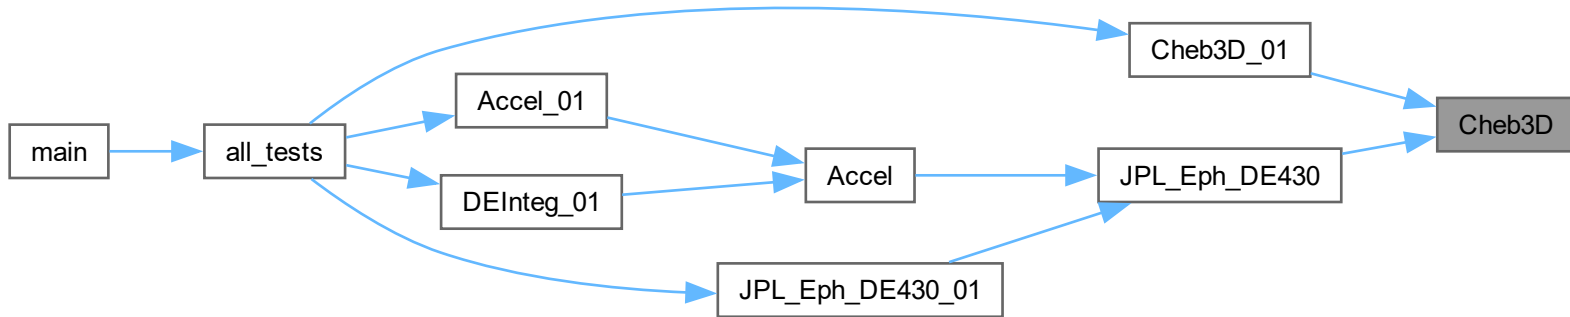 main
all_tests
Accel_01
DEInteg_01
Accel
JPL_Eph_DE430_01
Cheb3D_01
JPL_Eph_DE430
Cheb3D